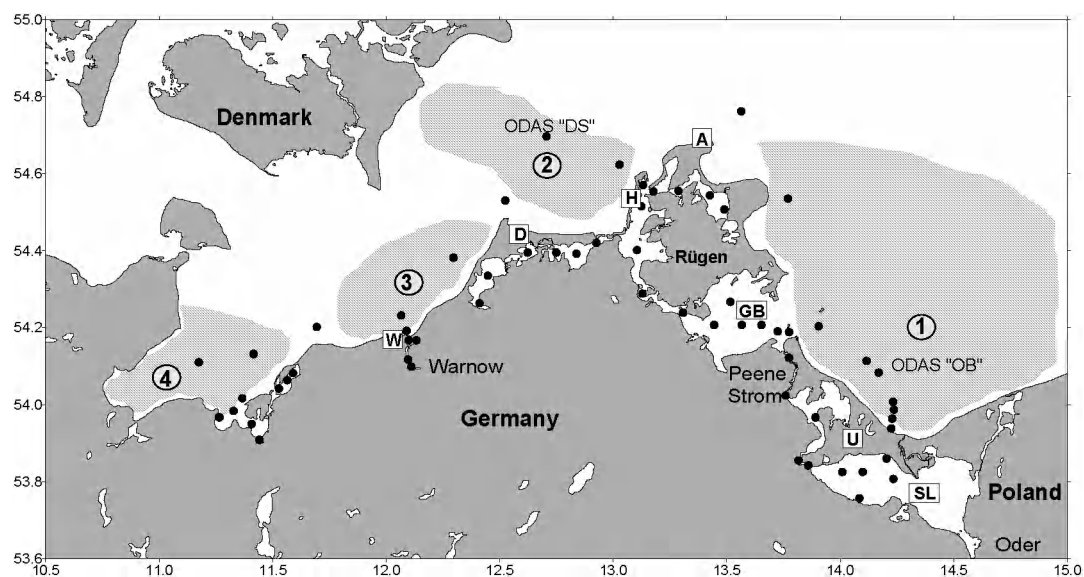 55.0
54.8
54.6
54.4
54.2
54.0
53.8
53.6
10.5 11.0 11.5 12.0 12.5 13.0 13.5 14.0 14.5 15.0
Denmark
ODAS "DS"
2
A
H
D
Rügen
3
GB
1
W
4
Warnow
ODAS "OB"
Peene
Strom
Germany
U
SL
Poland
Oder